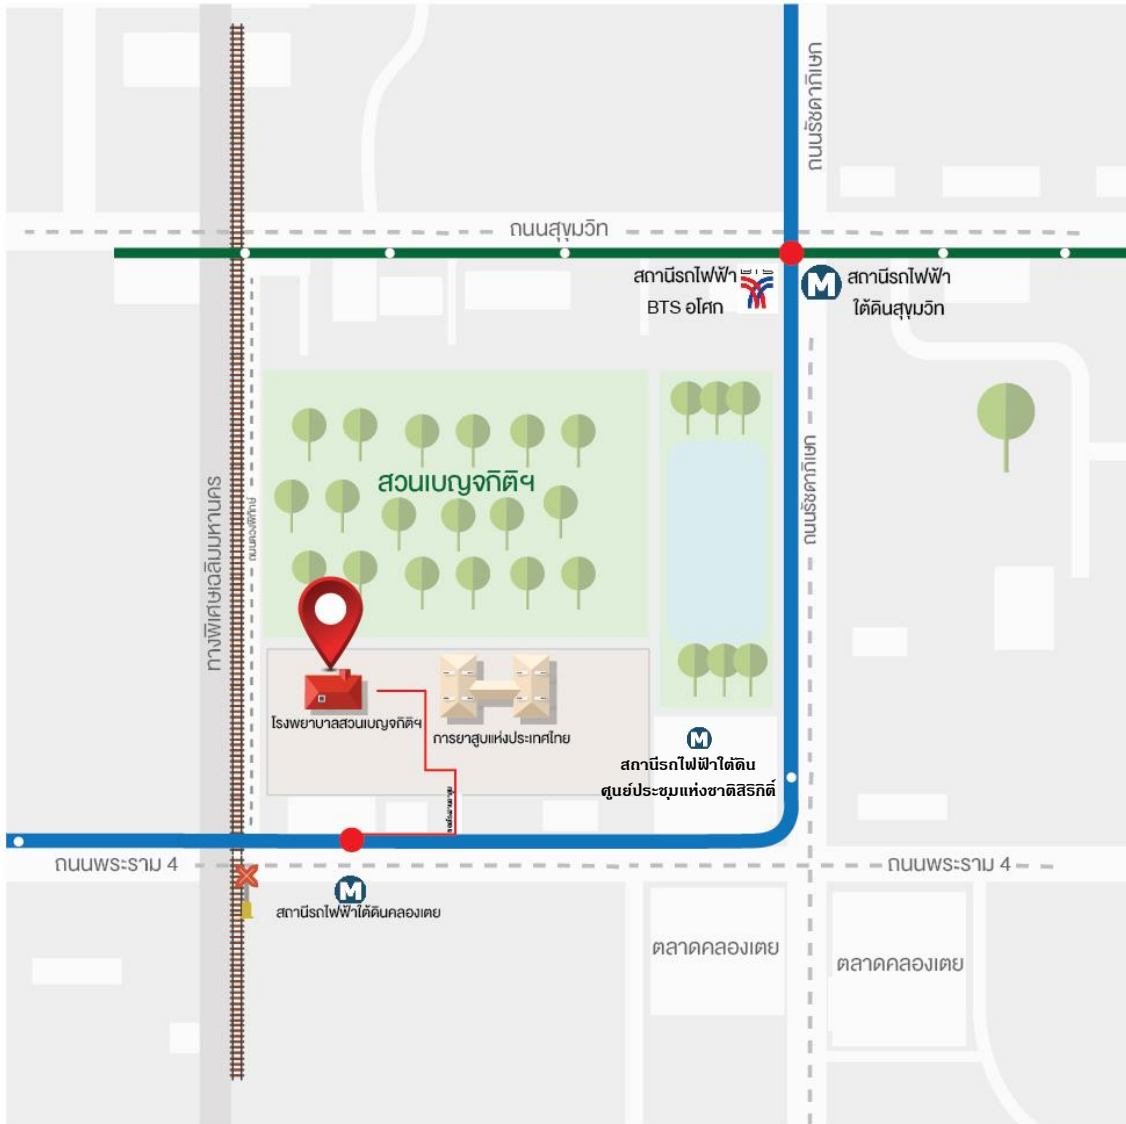 ถนนรัชดาภิเษก
ถนนสุขุมวิท
สถานีรถไฟฟ้า
BTS อโศก
M
สถานีรถไฟฟ้า
ใต้ดินสุขุมวิท
ถนนรัชดาภิเษก
สวนเบญจกิติฯ
ทางพิเศษเฉลิมมหานคร
ถนนดวงพิทักษ์
โรงพยาบาลสวนเบญจกิติฯ
การยาสูบแห่งประเทศไทย
M
สถานีรถไฟฟ้าใต้ดิน
ศูนย์ประชุมแห่งชาติสิริกิติ์
ถนนพระราม 4
ถนนพระราม 4
M
สถานีรถไฟฟ้าใต้ดินคลองเตย
ตลาดคลองเตย
ตลาดคลองเตย